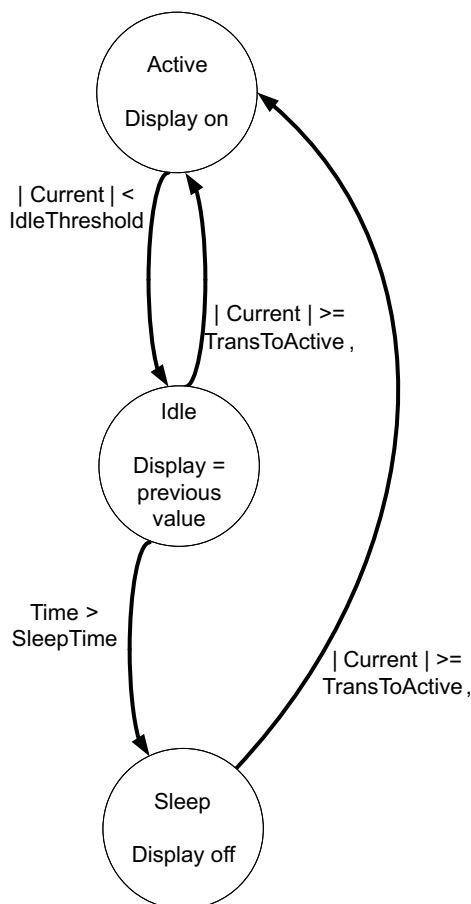 Active
Display on
| Current | <
IdleThreshold
| Current | >=
TransToActive ,
Idle
Display =
previous
value
Time >
SleepTime
| Current | >=
TransToActive ,
Sleep
Display off